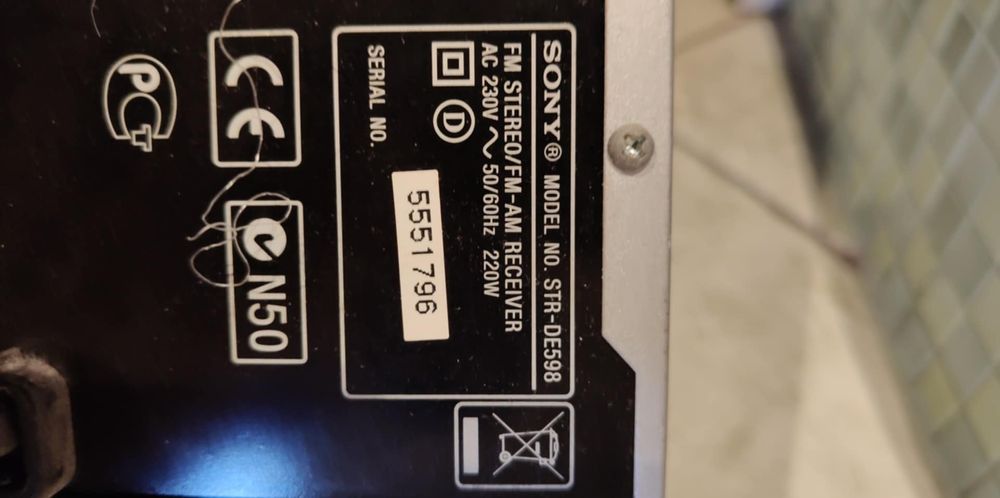 SONY® MODEL NO. STR-DE598
FM STEREO/FM-AM RECEIVER
AC 230V ~ 50/60Hz 220W
D
SERIAL NO.
5551796
CE
N50
PCT